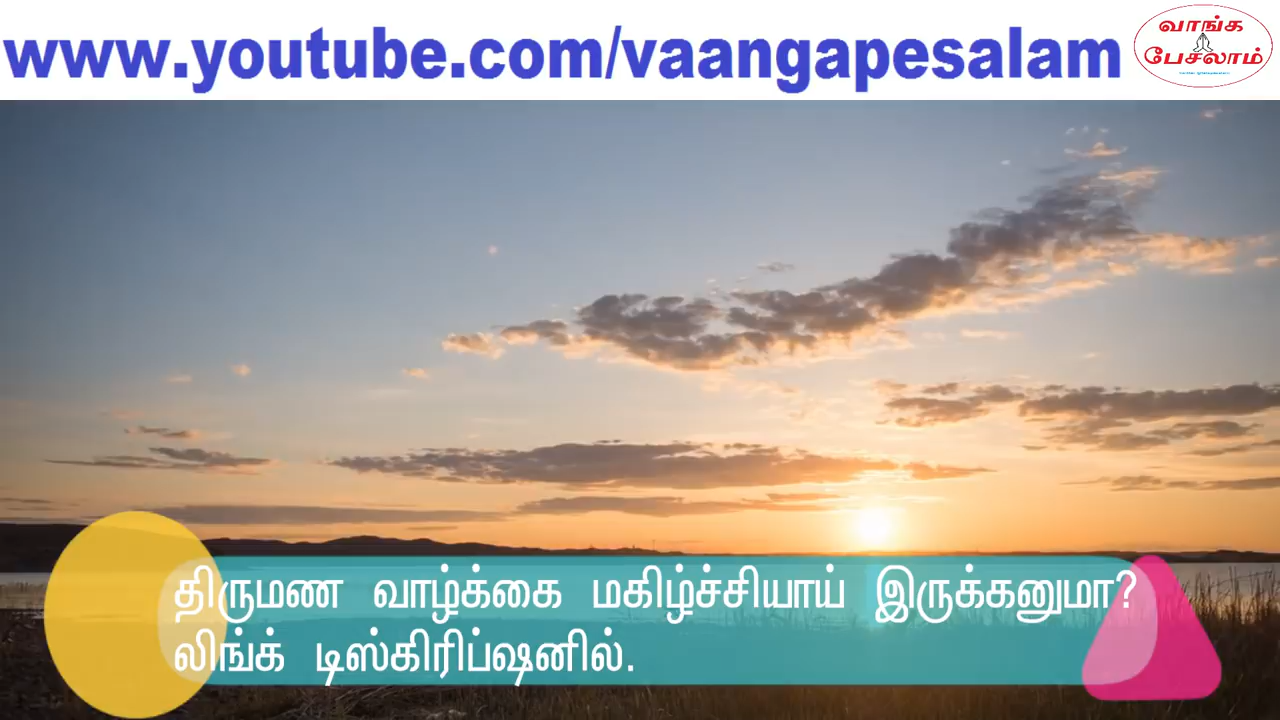 www.youtube.com/vaangapesalam
வாங்க
பேசலாம்
திருமண வாழ்க்கை மகிழ்ச்சியாய் இருக்கனுமா?
லிங்க் டிஸ்கிரிப்ஷனில்.